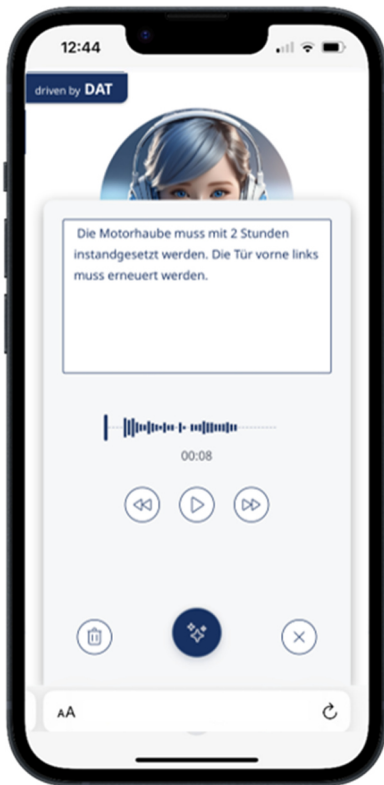 12:44
driven by DAT
Die Motorhaube muss mit 2 Stunden
instandgesetzt werden. Die Tür vorne links
muss erneuert werden.
00:08
AA